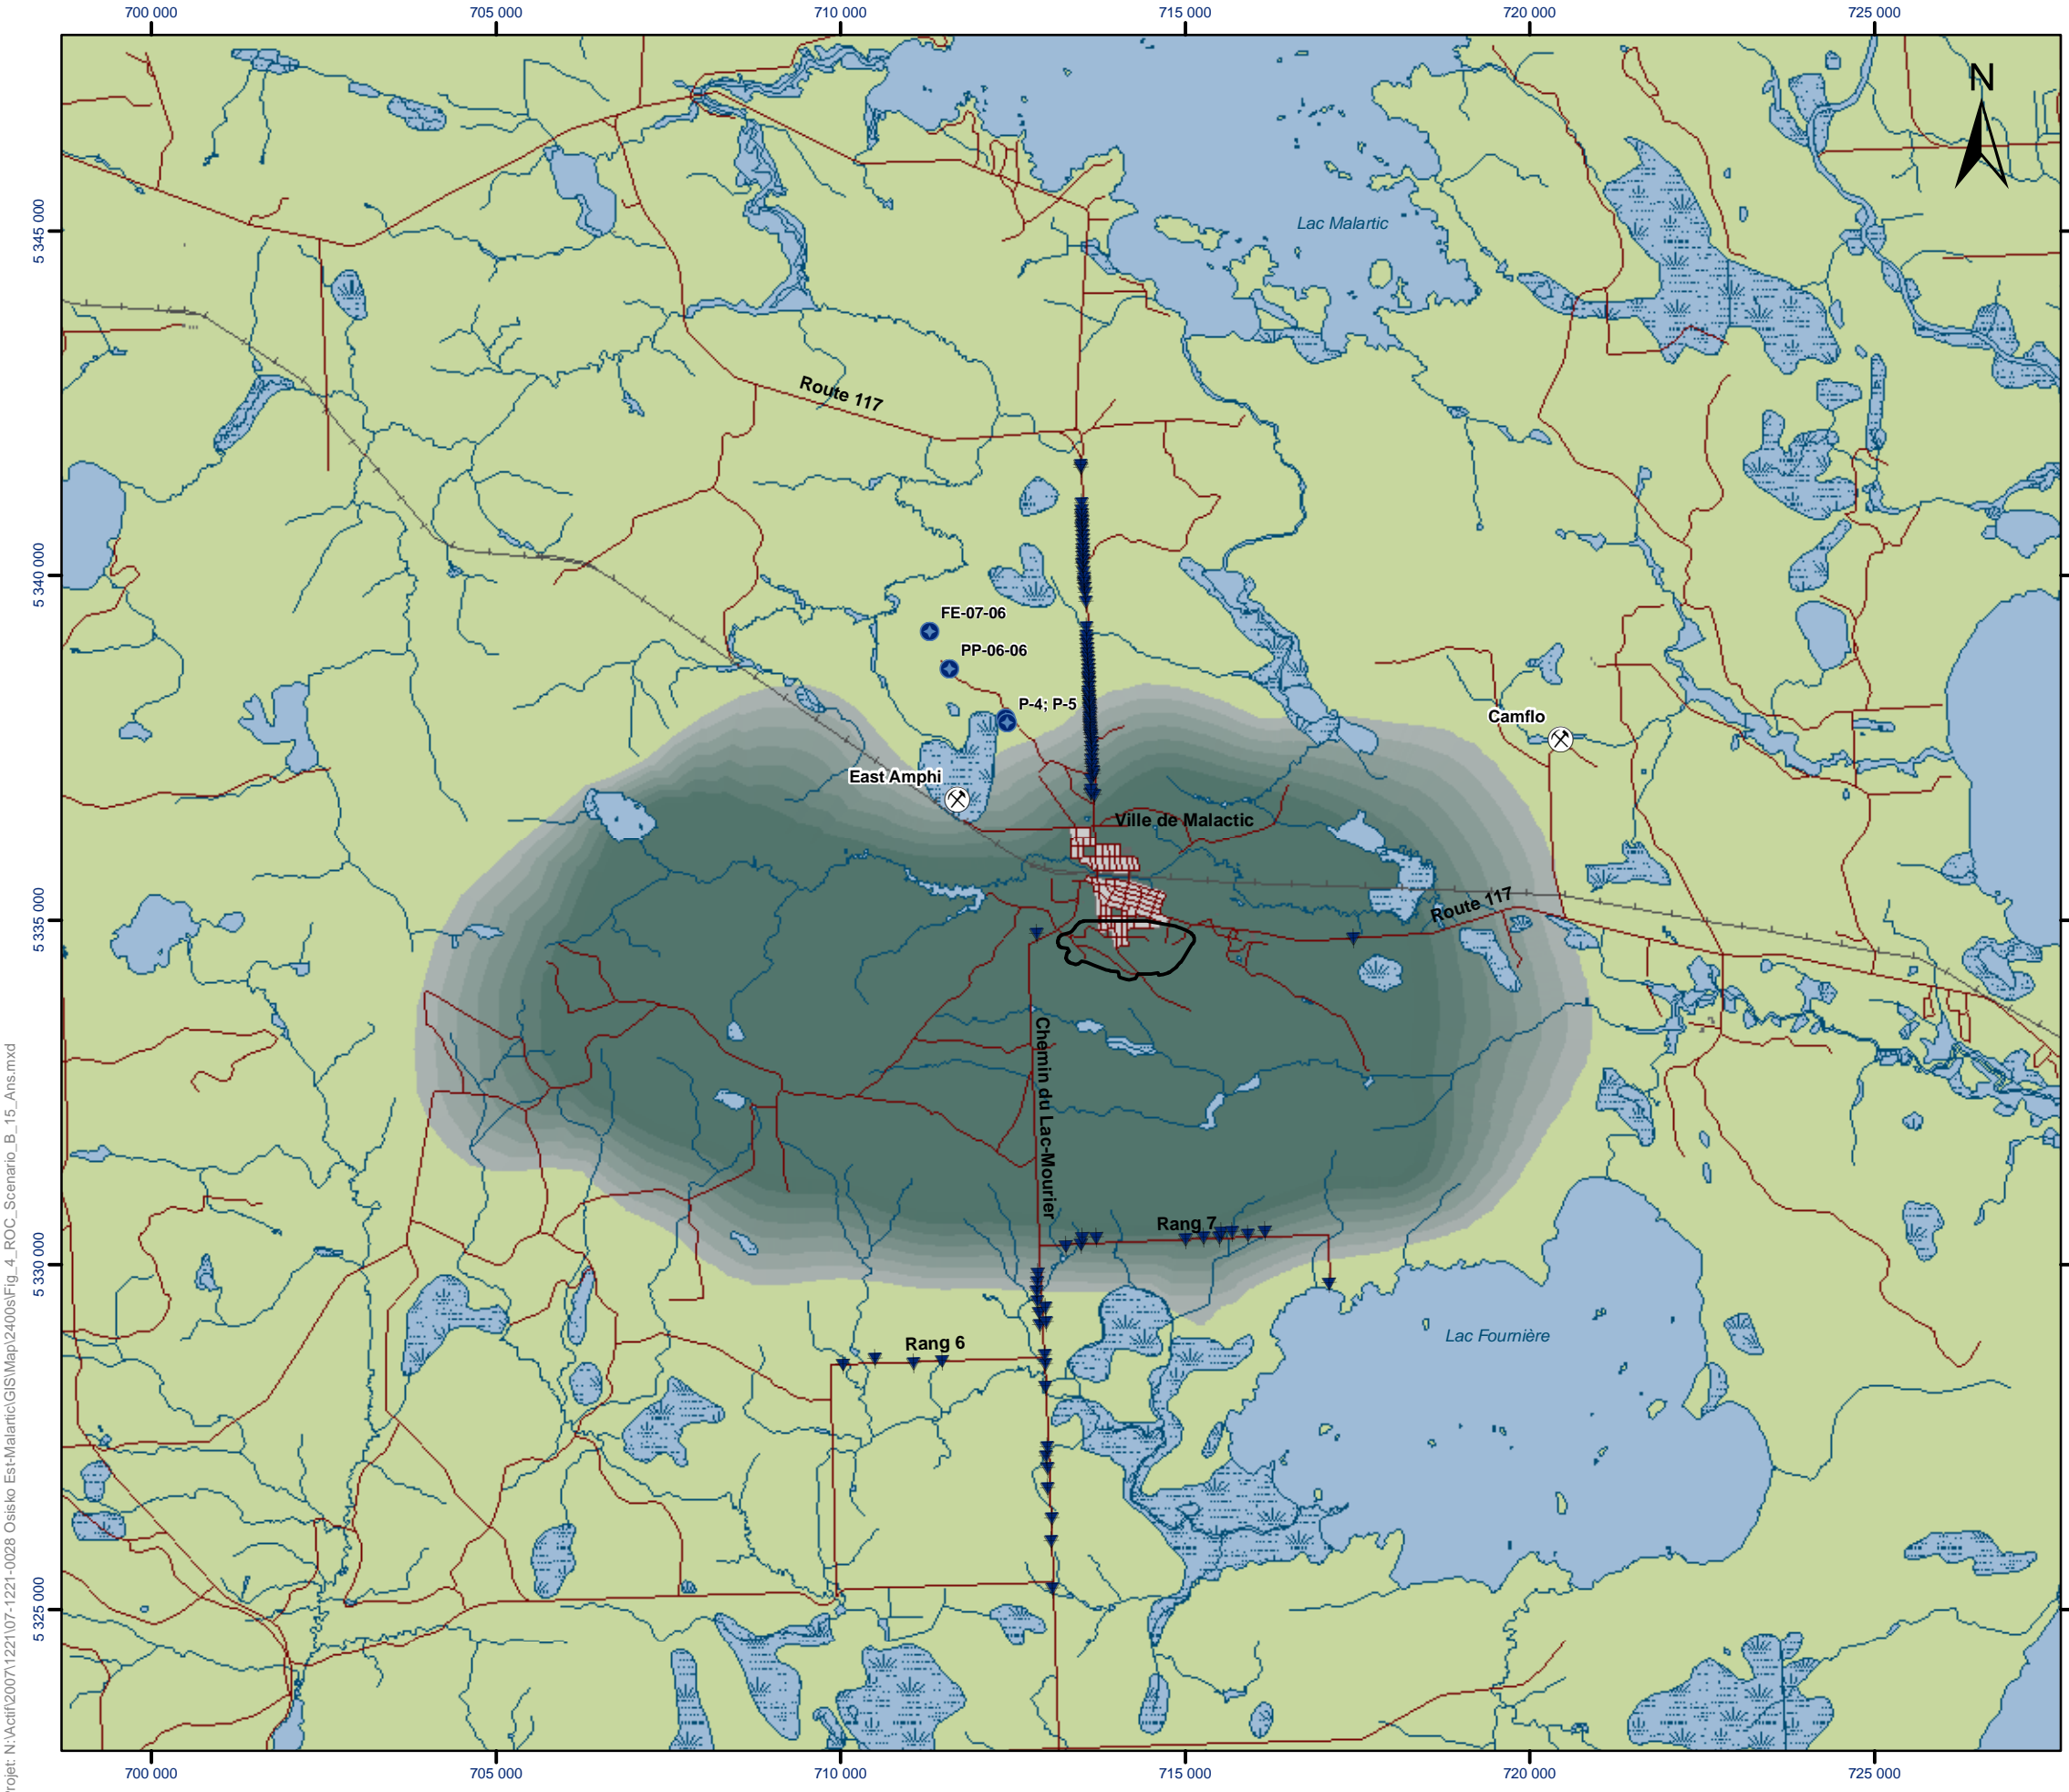 700 000 705 000 710 000 715 000 720 000 725 000
N
5 345 000
Lac Malartic
Route 117
5 340 000
FE-07-06
PP-06-06
P-4; P-5
Camflo
East Amphi
Ville de Malactic
5 335 000
Route 117
Chemin du Lac-Mourier
Rang 7
5 330 000
Lac Fournière
Rang 6
5 325 000
rojet: N:\Actif\2007\1221\07-1221-0028 Osisko Est-Malartic\GIS\Map\2400s\Fig_4_ROC_Scenario_B_15_Ans.mxd
700 000 705 000 710 000 715 000 720 000 725 000